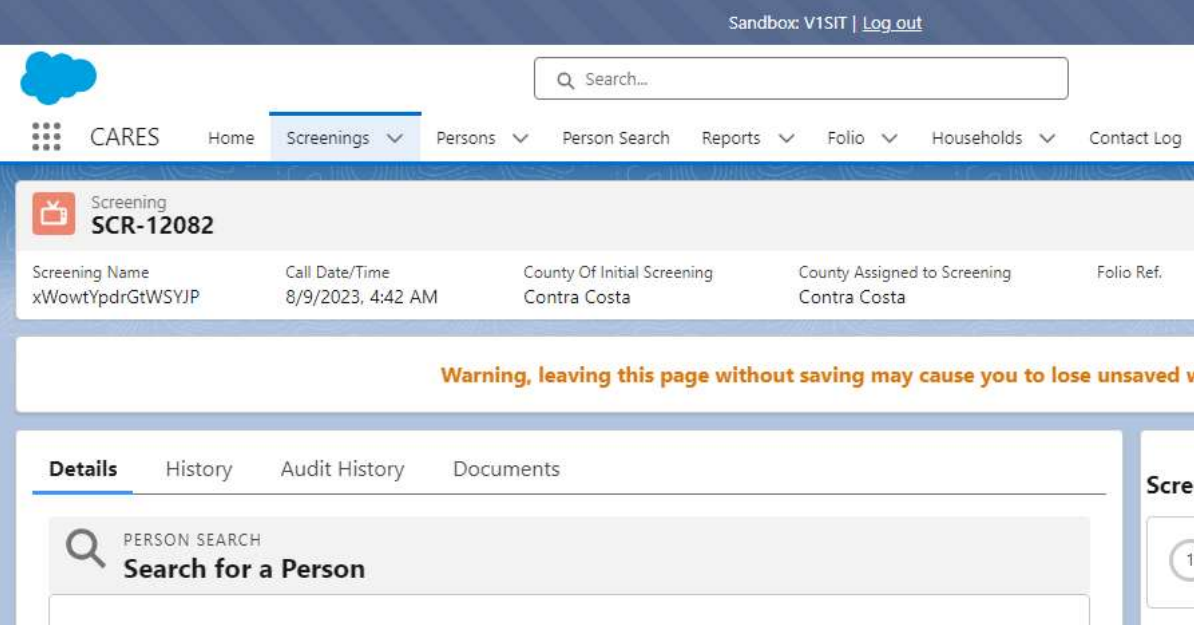 Sandbox: V1SIT | Log out
Search...
CARES Home Screenings Persons Person Search Reports Folio Households Contact Log
Screening
SCR-12082
Screening Name Call Date/Time County Of Initial Screening County Assigned to Screening Folio Ref.
xWowtYpdrGtWSYJP 8/9/2023, 4:42 AM Contra Costa Contra Costa
Warning, leaving this page without saving may cause you to lose unsaved
Details History Audit History Documents
Scre
PERSON SEARCH
Search for a Person
1